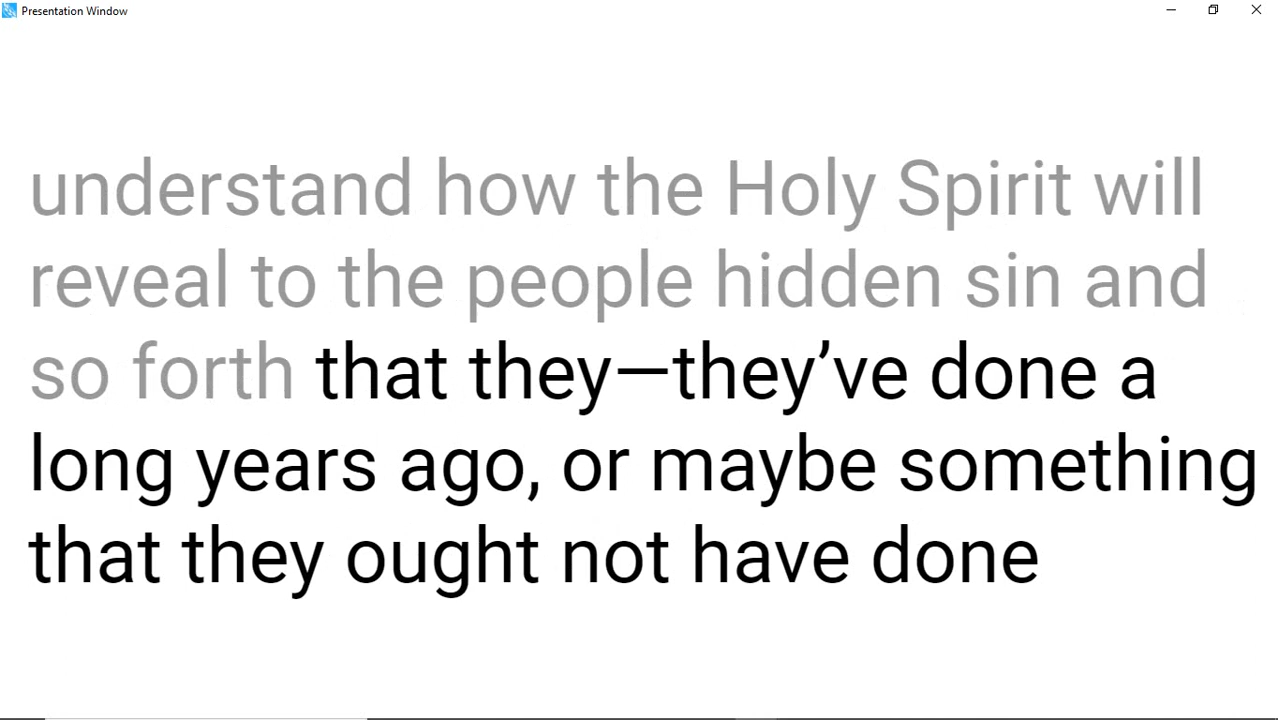 Presentation Window
understand how the Holy Spirit will
reveal to the people hidden sin and
so forth that they—they’ve done a
long years ago, or maybe something
that they ought not have done